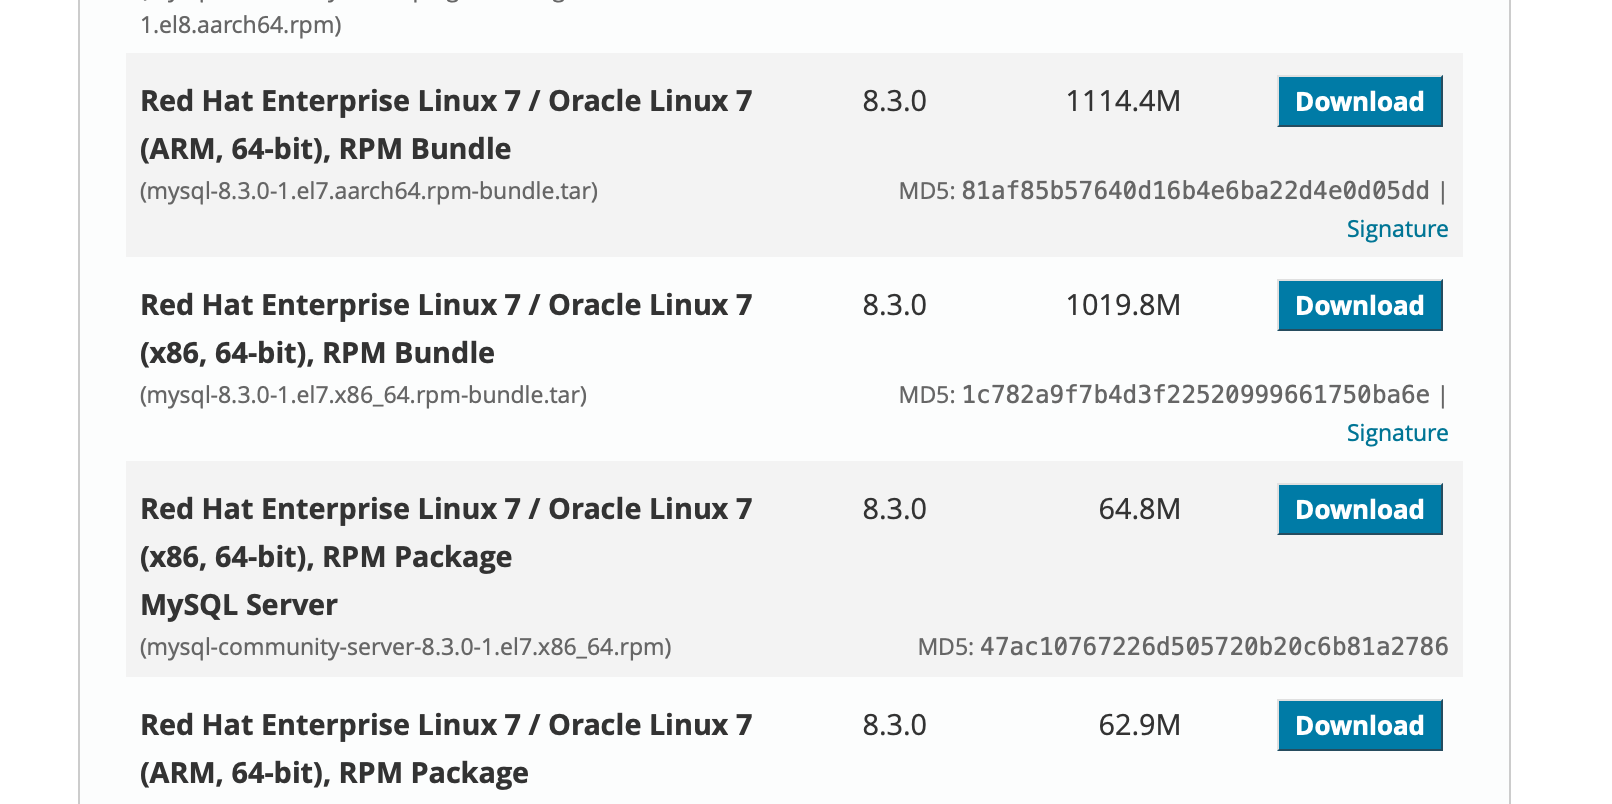 1.el8.aarch64.rpm)
Red Hat Enterprise Linux 7 / Oracle Linux 7 8.3.0 1114.4M Download
(ARM, 64-bit), RPM Bundle
(mysql-8.3.0-1.el7.aarch64.rpm-bundle.tar) MD5: 81af85b57640d16b4e6ba22d4e0d05dd |
Signature
Red Hat Enterprise Linux 7 / Oracle Linux 7 8.3.0 1019.8M Download
(x86, 64-bit), RPM Bundle
(mysql-8.3.0-1.el7.x86_64.rpm-bundle.tar) MD5: 1c782a9f7b4d3f22520999661750ba6e |
Signature
Red Hat Enterprise Linux 7 / Oracle Linux 7 8.3.0 64.8M Download
(x86, 64-bit), RPM Package
MySQL Server
(mysql-community-server-8.3.0-1.el7.x86_64.rpm) MD5: 47ac10767226d505720b20c6b81a2786
Red Hat Enterprise Linux 7 / Oracle Linux 7 8.3.0 62.9M Download
(ARM, 64-bit), RPM Package